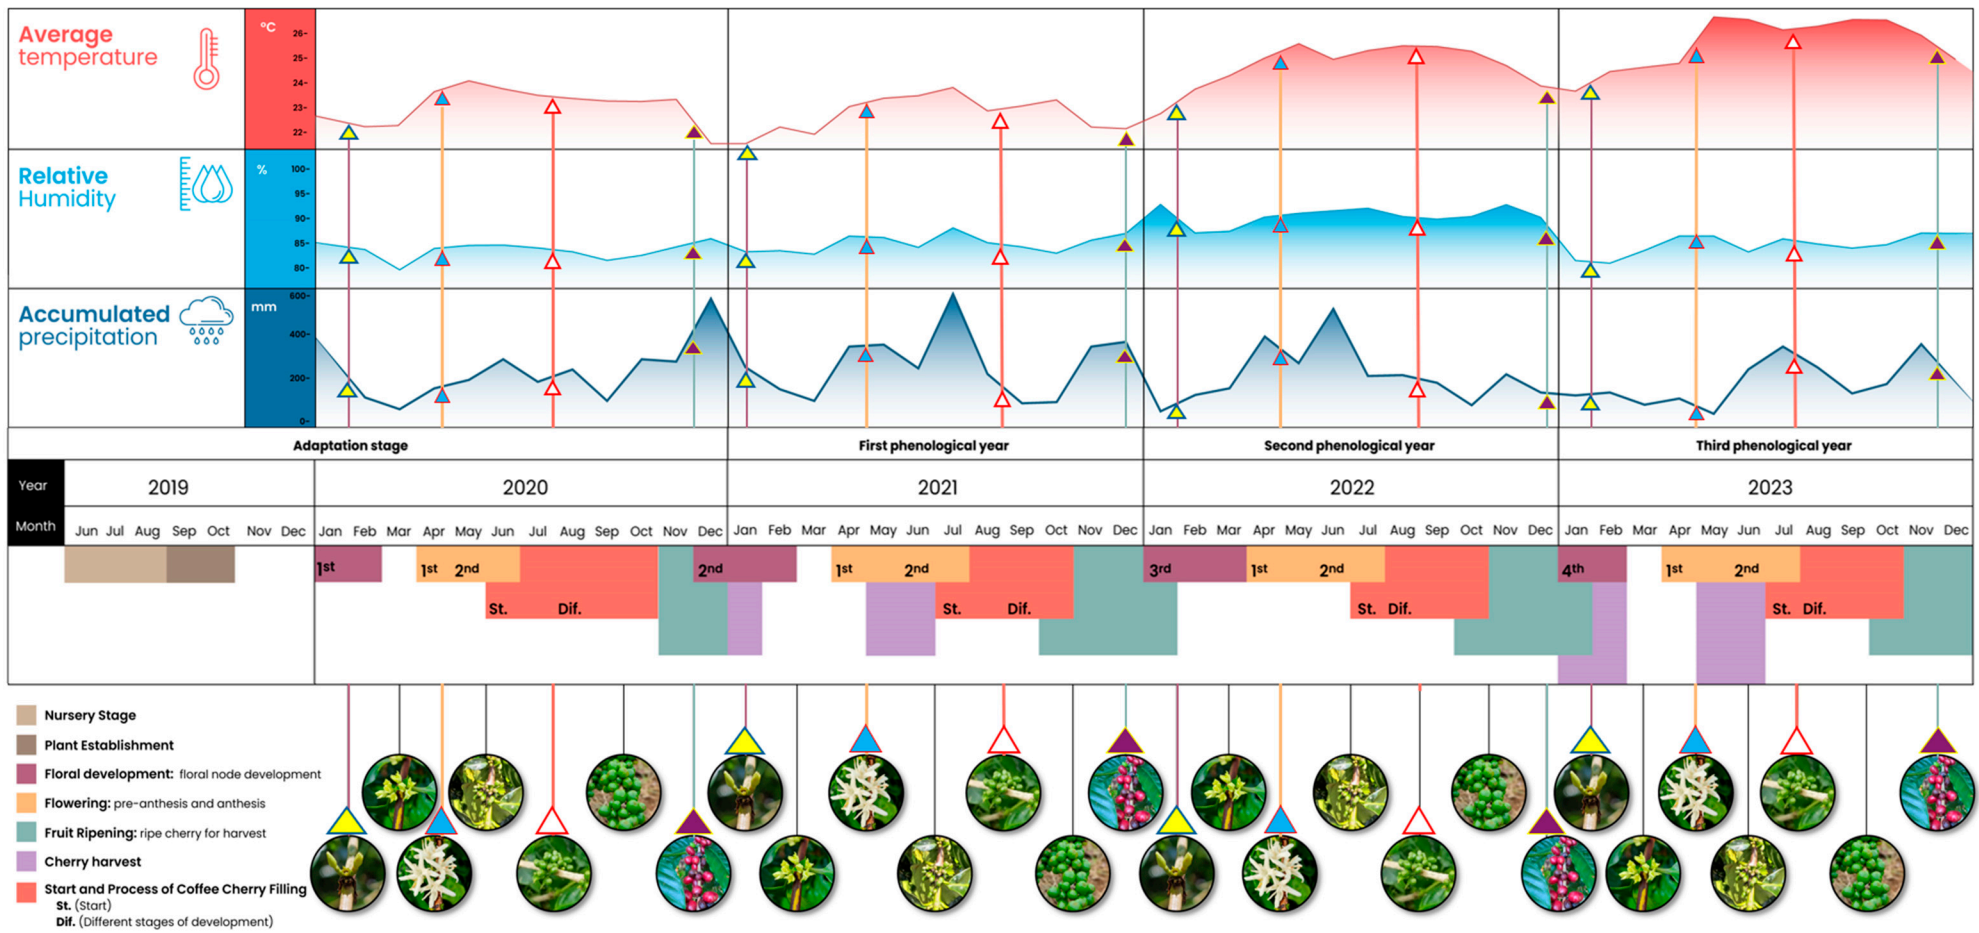 Average
temperature
°C
26-
25-
24-
23-
22-
Relative
Humidity
%
100-
95-
90-
85-
80-
Accumulated
precipitation
mm
600-
400-
200-
0-
Adaptation stage First phenological year Second phenological year Third phenological year
Year 2019 2020 2021 2022 2023
Month Jun Jul Aug Sep Oct Nov Dec Jan Feb Mar Apr May Jun Jul Aug Sep Oct Nov Dec Jan Feb Mar Apr May Jun Jul Aug Sep Oct Nov Dec Jan Feb Mar Apr May Jun Jul Aug Sep Oct Nov Dec Jan Feb Mar Apr May Jun Jul Aug Sep Oct Nov Dec
1st 1st 2nd 2nd 1st 2nd 3rd 1st 2nd 4th 1st 2nd
St. Dif. St. Dif. St. Dif. St. Dif.
Nursery Stage
Plant Establishment
Floral development: floral node development
Flowering: pre-anthesis and anthesis
Fruit Ripening: ripe cherry for harvest
Cherry harvest
Start and Process of Coffee Cherry Filling
St. (Start)
Dif. (Different stages of development)